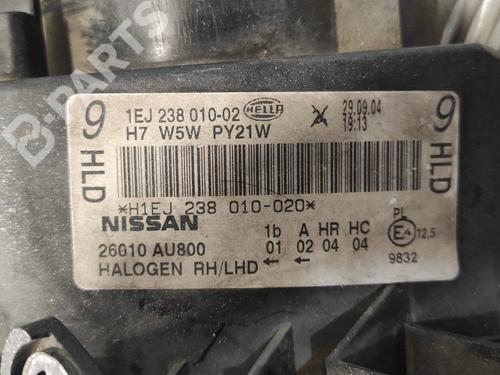 B-PARTS
9 HLD
1EJ 238 010-02 HELLA 29.09.04
H7 W5W PY21W 19:13
*H1EJ 238 010-020*
NISSAN
26010 AU800
HALOGEN RH/LHD
1b A HR HC
01 02 04 04
← ←
PL
E4 12,5
9832
9 HLD